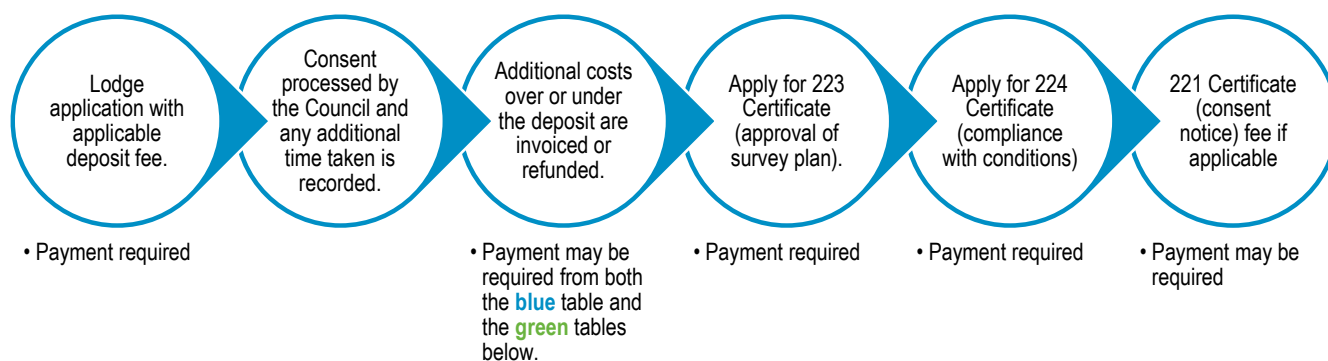 Lodge
application with
applicable
deposit fee.
Consent
processed by
the Council and
any additional
time taken is
recorded.
Additional costs
over or under
the deposit are
invoiced or
refunded.
Apply for 223
Certificate
(approval of
survey plan).
Apply for 224
Certificate
(compliance
with conditions)
221 Certificate
(consent
notice) fee if
applicable
• Payment required
• Payment may be
required from both
the blue table and
the green tables
below.
• Payment required
• Payment required
• Payment may be
required